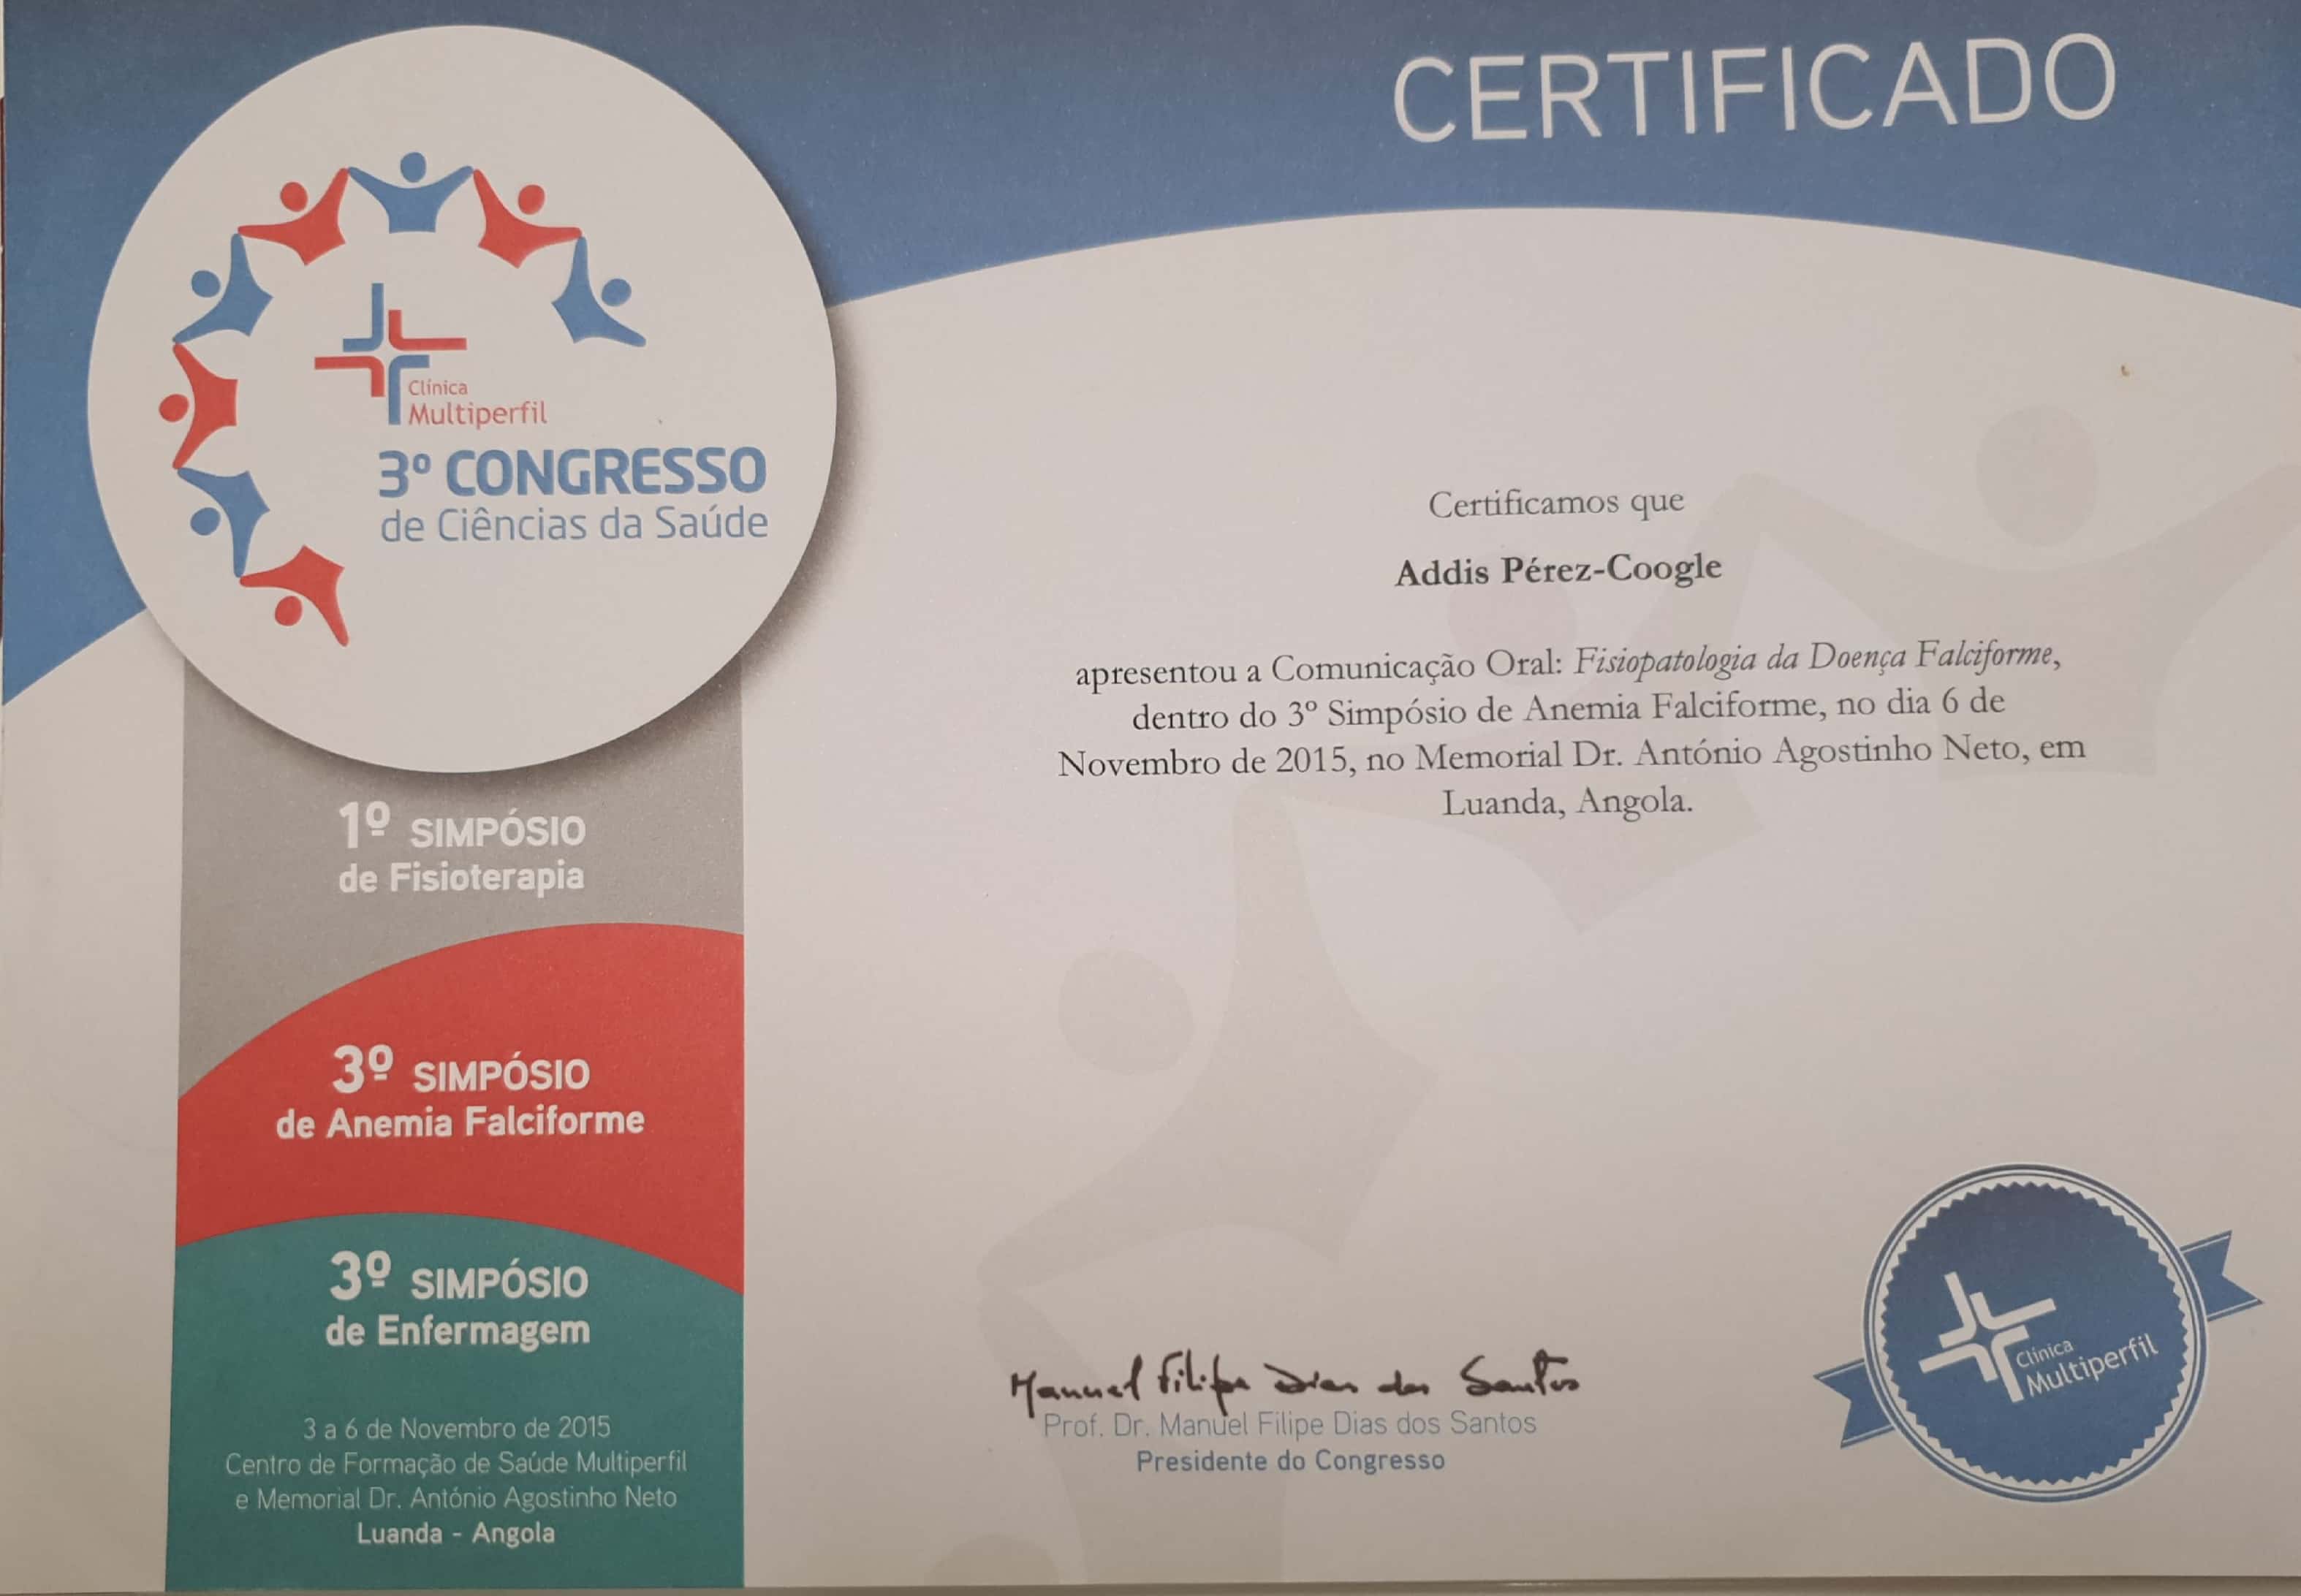 CERTIFICADO
Clínica
Multiperfil
3º CONGRESSO
de Ciências da Saúde
Certificamos que
Addis Pérez-Coogle
apresentou a Comunicação Oral: Fisiopatologia da Doença Falciforme,
dentro do 3º Simpósio de Anemia Falciforme, no dia 6 de
Novembro de 2015, no Memorial Dr. António Agostinho Neto, em
Luanda, Angola.
1º SIMPÓSIO
de Fisioterapia
3º SIMPÓSIO
de Anemia Falciforme
3º SIMPÓSIO
de Enfermagem
3 a 6 de Novembro de 2015
Centro de Formação de Saúde Multiperfil
e Memorial Dr. António Agostinho Neto
Luanda - Angola
Manuel Filipe Dias dos Santos
Prof. Dr. Manuel Filipe Dias dos Santos
Presidente do Congresso
Clínica
Multiperfil